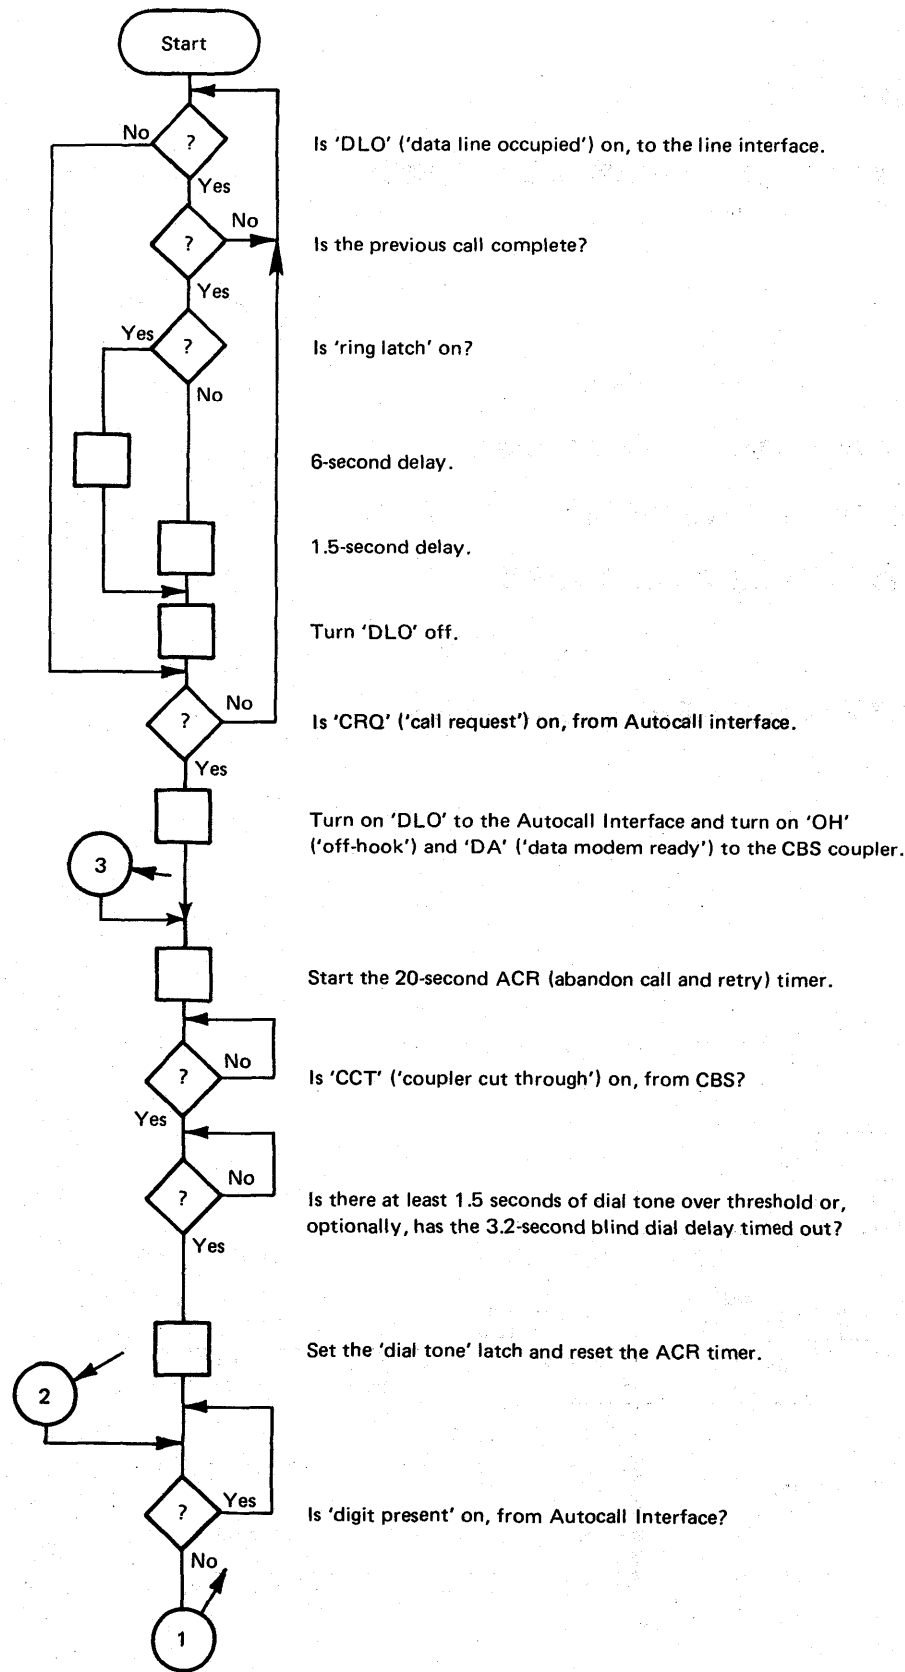 Start
No
?
Is 'DLO' ('data line occupied') on, to the line interface.
Yes
No
?
Is the previous call complete?
Yes
Yes
?
Is 'ring latch' on?
No
6-second delay.
1.5-second delay.
Turn 'DLO' off.
No
?
Is 'CRQ' ('call request') on, from Autocall interface.
Yes
Turn on 'DLO' to the Autocall Interface and turn on 'OH'
('off-hook') and 'DA' ('data modem ready') to the CBS coupler.
3
Start the 20-second ACR (abandon call and retry) timer.
No
?
Is 'CCT' ('coupler cut through') on, from CBS?
Yes
No
?
Is there at least 1.5 seconds of dial tone over threshold or,
optionally, has the 3.2-second blind dial delay timed out?
Yes
Set the 'dial tone' latch and reset the ACR timer.
2
Yes
?
Is 'digit present' on, from Autocall Interface?
No
1